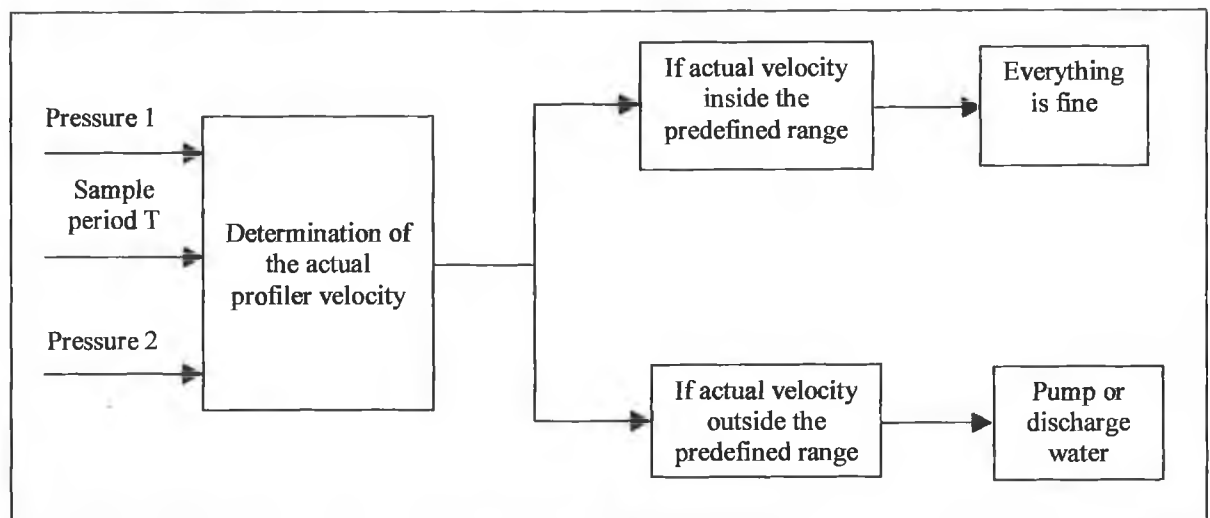 Pressure 1
Sample
period T
Pressure 2
Determination of
the actual
profiler velocity
If actual velocity
inside the
predefined range
Everything
is fine
If actual velocity
outside the
predefined range
Pump or
discharge
water